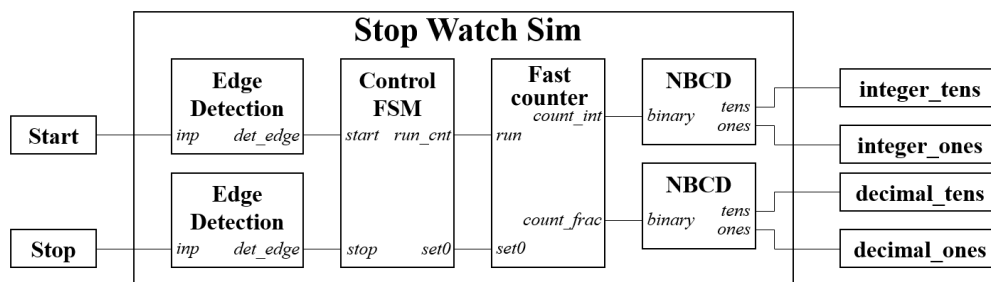 Stop Watch Sim
Start
Edge
Detection
inp det_edge
Control
FSM
start run_cnt
stop set0
Fast
counter
count_int
run
count_frac
set0
NBCD
tens
binary
ones
integer_tens
integer_ones
Stop
Edge
Detection
inp det_edge
NBCD
tens
binary
ones
decimal_tens
decimal_ones